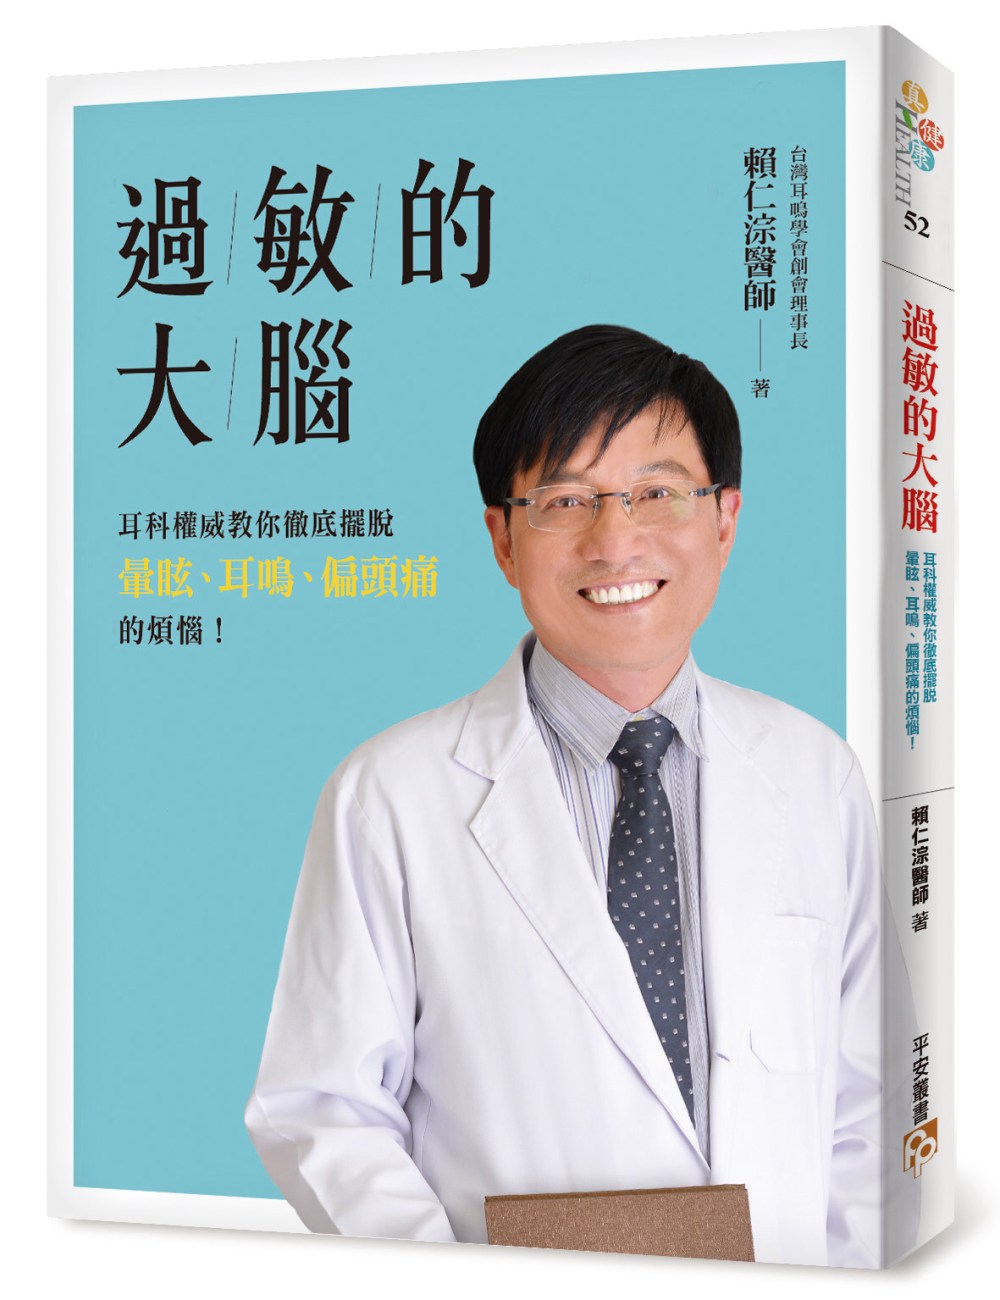 過敏的
大腦
耳科權威教你徹底擺脫
暈眩、耳鳴、偏頭痛
的煩惱！
台灣耳鳴學會創會理事長
賴仁淙醫師──著
真健康
HEALTH
52
過敏的大腦
耳科權威教你徹底擺脫
暈眩、耳鳴、偏頭痛的煩惱！
賴仁淙醫師 著
平安叢書